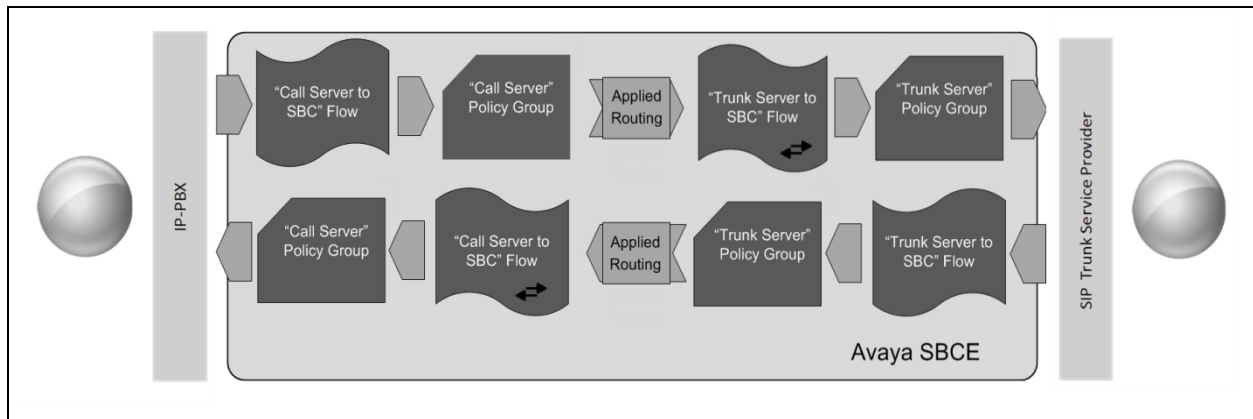 IP-PBX
“Call Server to
SBC” Flow
“Call Server”
Policy Group
Applied
Routing
“Trunk Server to
SBC” Flow
“Trunk Server”
Policy Group
“Call Server”
Policy Group
“Call Server to
SBC” Flow
Applied
Routing
“Trunk Server”
Policy Group
“Trunk Server to
SBC” Flow
Avaya SBCE
SIP Trunk Service Provider